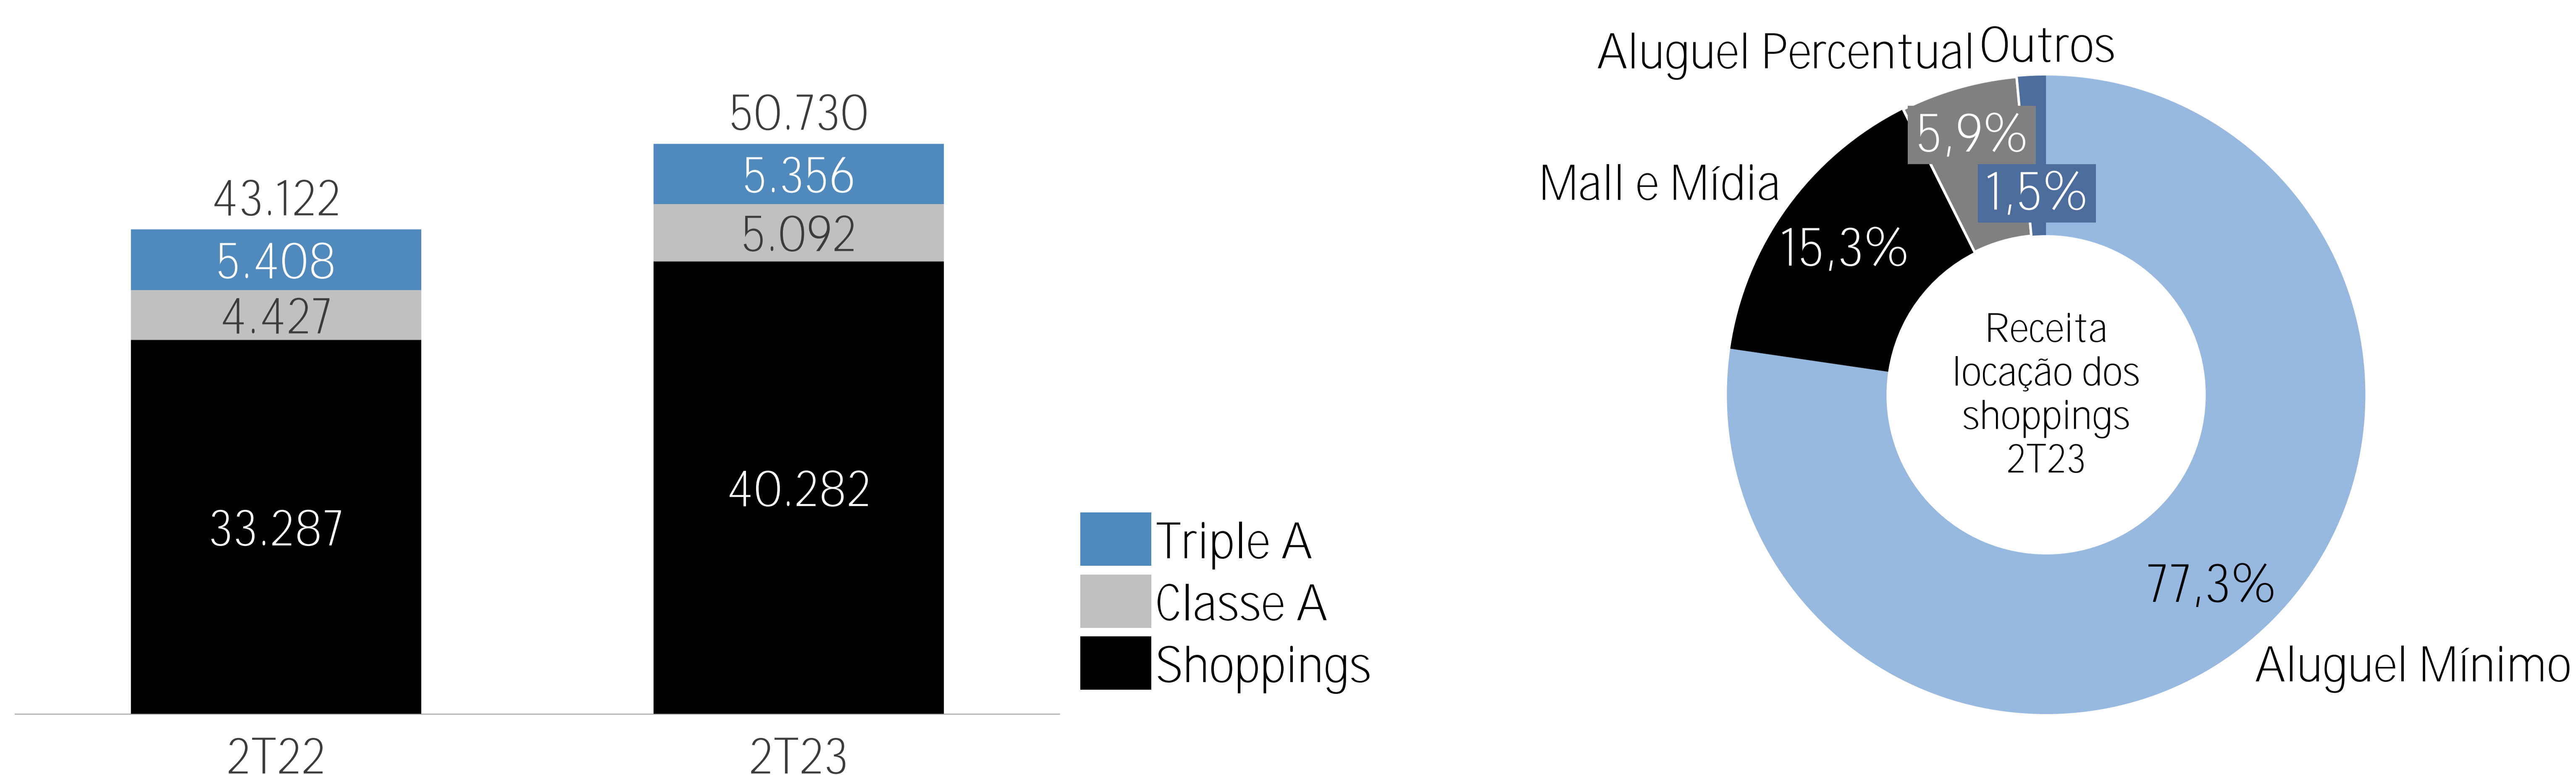 43.122
5.408
4.427
33.287
2T22
50.730
5.356
5.092
40.282
2T23
Triple A
Classe A
Shoppings
Aluguel Percentual
Outros
Mall e Mídia
5,9%
1,5%
15,3%
Receita
locação dos
shoppings
2T23
77,3%
Aluguel Mínimo